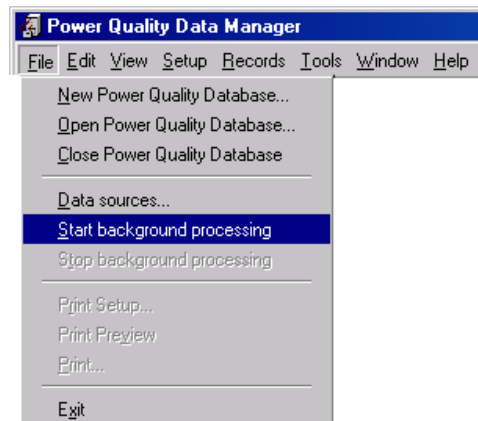 Power Quality Data Manager
File Edit View Setup Records Tools Window Help
New Power Quality Database...
Open Power Quality Database...
Close Power Quality Database
Data sources...
Start background processing
Stop background processing
Print Setup...
Print Preview
Print...
Exit